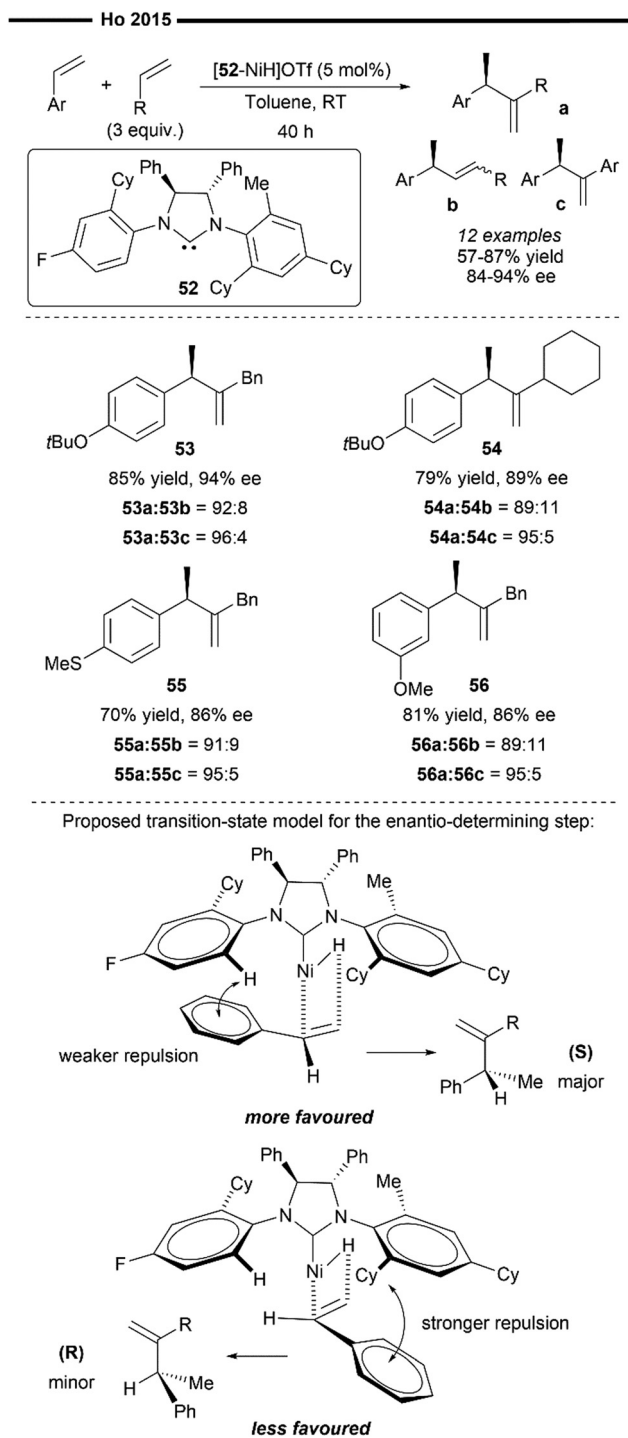 Ho 2015
Ar
+
R
(3 equiv.)
[52-NiH]OTf (5 mol%)
Toluene, RT
40 h
Ar
R
a
Ar
R
b
Ar
Ar
c
12 examples
57-87% yield
84-94% ee
Ph
Ph
Cy
Me
N
N
F
Cy
Cy
52
tBuO
Bn
53
85% yield, 94% ee
53a:53b = 92:8
53a:53c = 96:4
tBuO
54
79% yield, 89% ee
54a:54b = 89:11
54a:54c = 95:5
MeS
Bn
55
70% yield, 86% ee
55a:55b = 91:9
55a:55c = 95:5
Bn
OMe
56
81% yield, 86% ee
56a:56b = 89:11
56a:56c = 95:5
Proposed transition-state model for the enantio-determining step:
Ph
Ph
Cy
Me
N
N
F
H
Ni
H
Cy
Cy
weaker repulsion
H
R
Ph
Me
H
(S)
major
more favoured
Ph
Ph
Cy
Me
N
N
F
H
Ni
H
Cy
Cy
H
stronger repulsion
(R)
minor
R
H
Me
Ph
less favoured